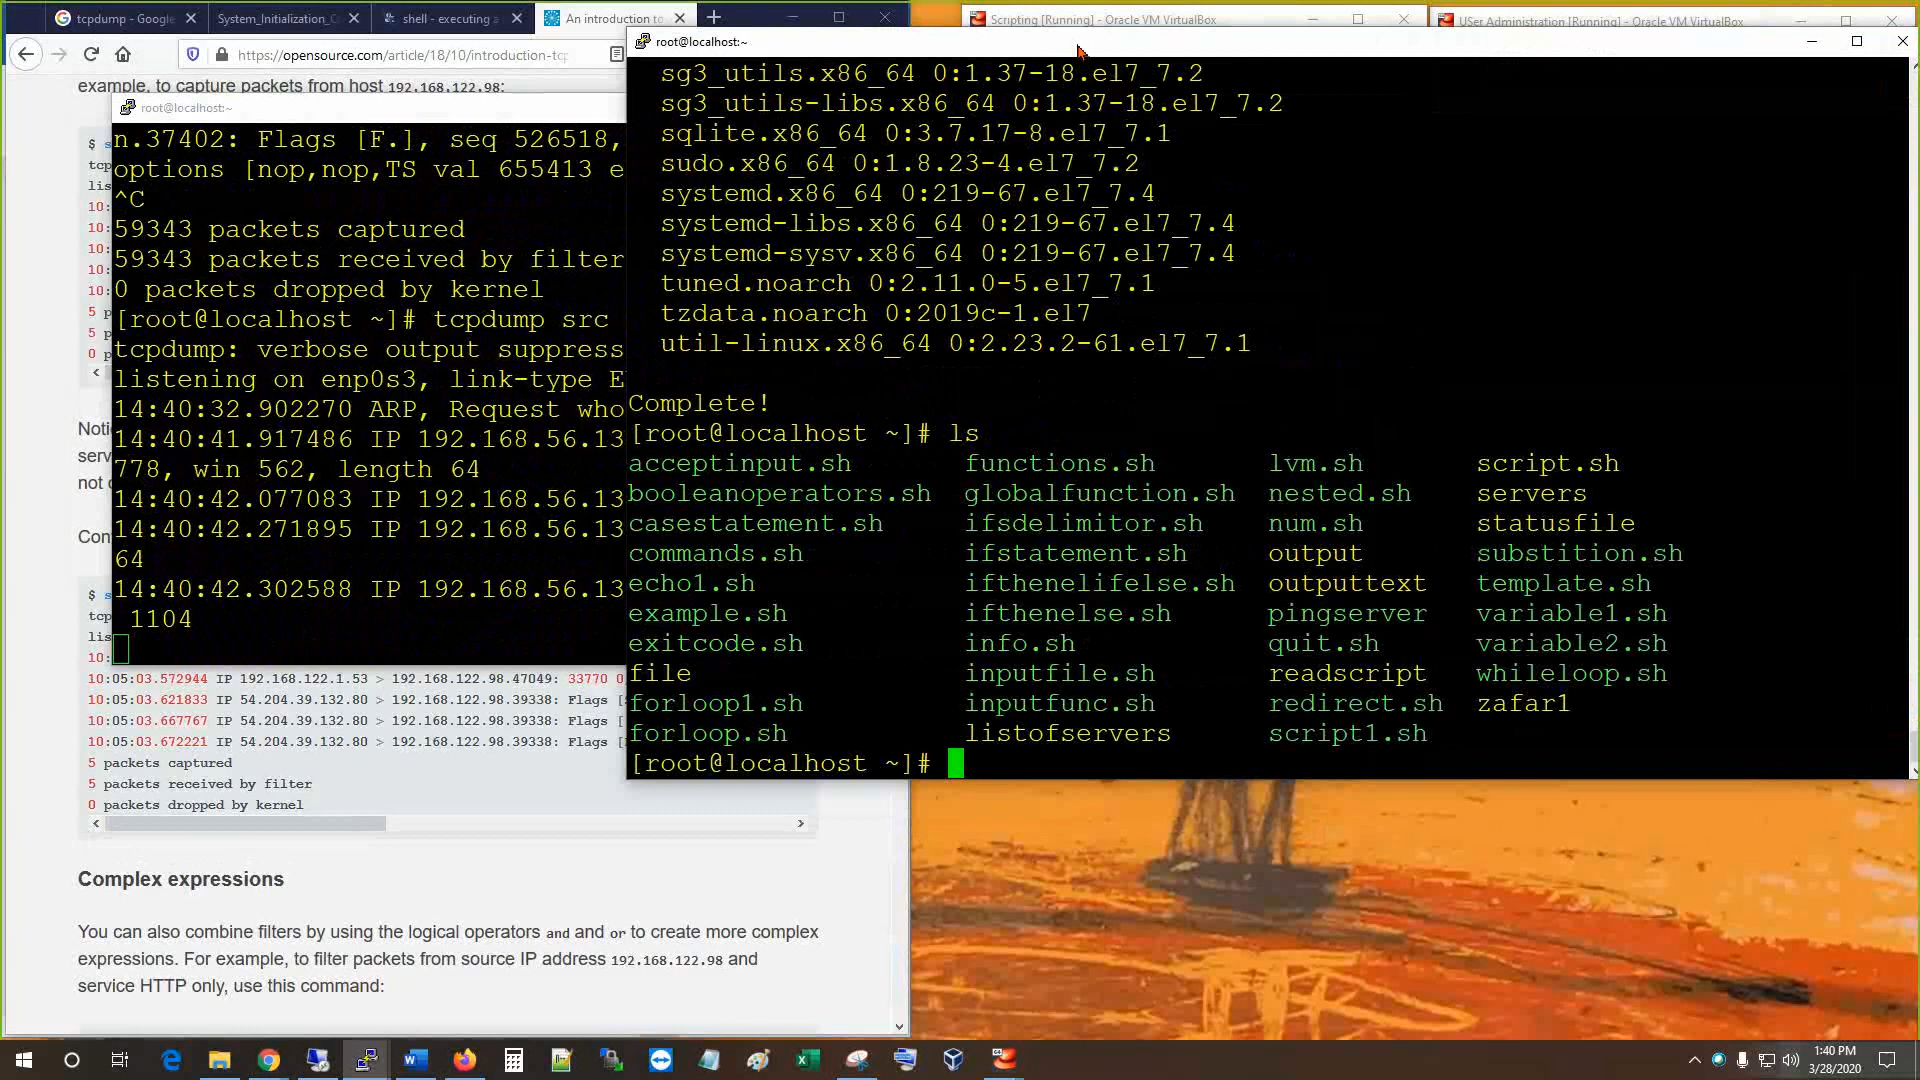 tcpdump - Google
System_Initialization_
shell - executing a
An introduction to
Scripting [Running] - Oracle VM VirtualBox
USer Administration [Running] - Oracle VM VirtualBox
https://opensource.com/article/18/10/introduction-tcp
example, to capture packets from host 192.168.122.98:
root@localhost:~
n.37402: Flags [F.], seq 526518,
options [nop,nop,TS val 655413 e
^C
59343 packets captured
59343 packets received by filter
0 packets dropped by kernel
[root@localhost ~]# tcpdump src
tcpdump: verbose output suppress
listening on enp0s3, link-type E
14:40:32.902270 ARP, Request who
14:40:41.917486 IP 192.168.56.13
778, win 562, length 64
14:40:42.077083 IP 192.168.56.13
14:40:42.271895 IP 192.168.56.13
64
14:40:42.302588 IP 192.168.56.13
1104
$ s
tcp
lis
10:
10:
10:
10:
10:
5 p
5 p
0 p
Noti
serv
not c
Con
$ s
tcp
lis
10:
10:05:03.572944 IP 192.168.122.1.53 > 192.168.122.98.47049: 33770 0
10:05:03.621833 IP 54.204.39.132.80 > 192.168.122.98.39338: Flags [
10:05:03.667767 IP 54.204.39.132.80 > 192.168.122.98.39338: Flags [
10:05:03.672221 IP 54.204.39.132.80 > 192.168.122.98.39338: Flags [
5 packets captured
5 packets received by filter
0 packets dropped by kernel
Complex expressions
You can also combine filters by using the logical operators and and or to create more complex
expressions. For example, to filter packets from source IP address 192.168.122.98 and
service HTTP only, use this command:
root@localhost:~
sg3_utils.x86_64 0:1.37-18.el7_7.2
sg3_utils-libs.x86_64 0:1.37-18.el7_7.2
sqlite.x86_64 0:3.7.17-8.el7_7.1
sudo.x86_64 0:1.8.23-4.el7_7.2
systemd.x86_64 0:219-67.el7_7.4
systemd-libs.x86_64 0:219-67.el7_7.4
systemd-sysv.x86_64 0:219-67.el7_7.4
tuned.noarch 0:2.11.0-5.el7_7.1
tzdata.noarch 0:2019c-1.el7
util-linux.x86_64 0:2.23.2-61.el7_7.1
Complete!
[root@localhost ~]# ls
acceptinput.sh functions.sh lvm.sh script.sh
booleanoperators.sh globalfunction.sh nested.sh servers
casestatement.sh ifsdelimitor.sh num.sh statusfile
commands.sh ifstatement.sh output substition.sh
echo1.sh ifthenelifelse.sh outputtext template.sh
example.sh ifthenelse.sh pingserver variable1.sh
exitcode.sh info.sh quit.sh variable2.sh
file inputfile.sh readscript whileloop.sh
forloop1.sh inputfunc.sh redirect.sh zafar1
forloop.sh listofservers script1.sh
[root@localhost ~]#
1:40 PM
3/28/2020